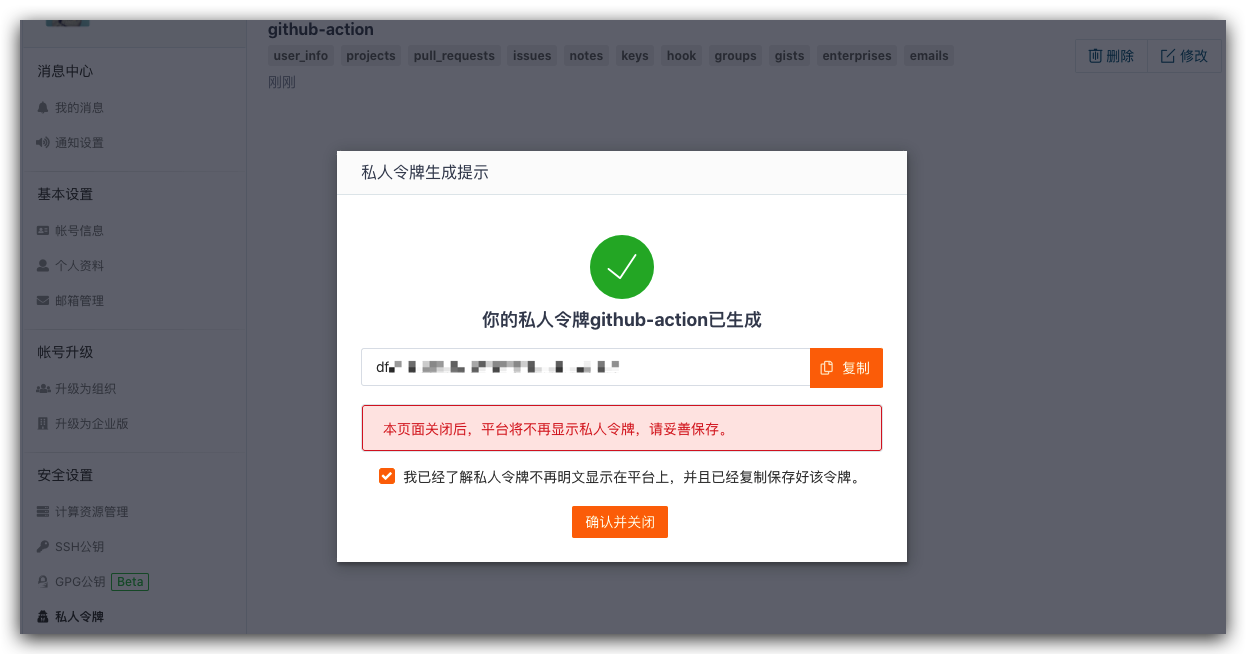 github-action
user_info projects pull_requests issues notes keys hook groups gists enterprises emails
刚刚
删除
修改
消息中心
我的消息
通知设置
基本设置
帐号信息
个人资料
邮箱管理
帐号升级
升级为组织
升级为企业版
安全设置
计算资源管理
SSH公钥
GPG公钥 Beta
私人令牌
私人令牌生成提示
你的私人令牌github-action已生成
df
复制
本页面关闭后，平台将不再显示私人令牌，请妥善保存。
我已经了解私人令牌不再明文显示在平台上，并且已经复制保存好该令牌。
确认并关闭